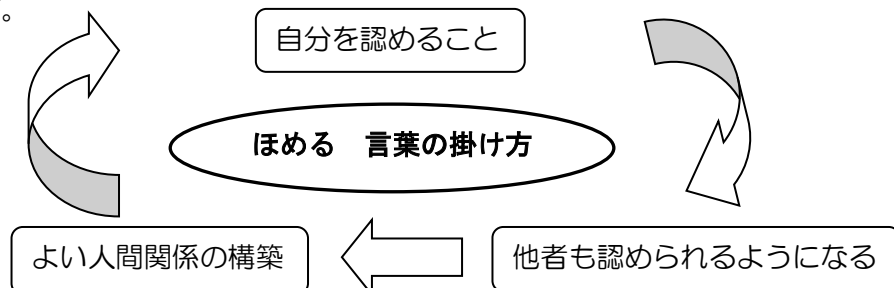 。
自分を認めること
ほめる　言葉の掛け方
よい人間関係の構築
他者も認められるようになる